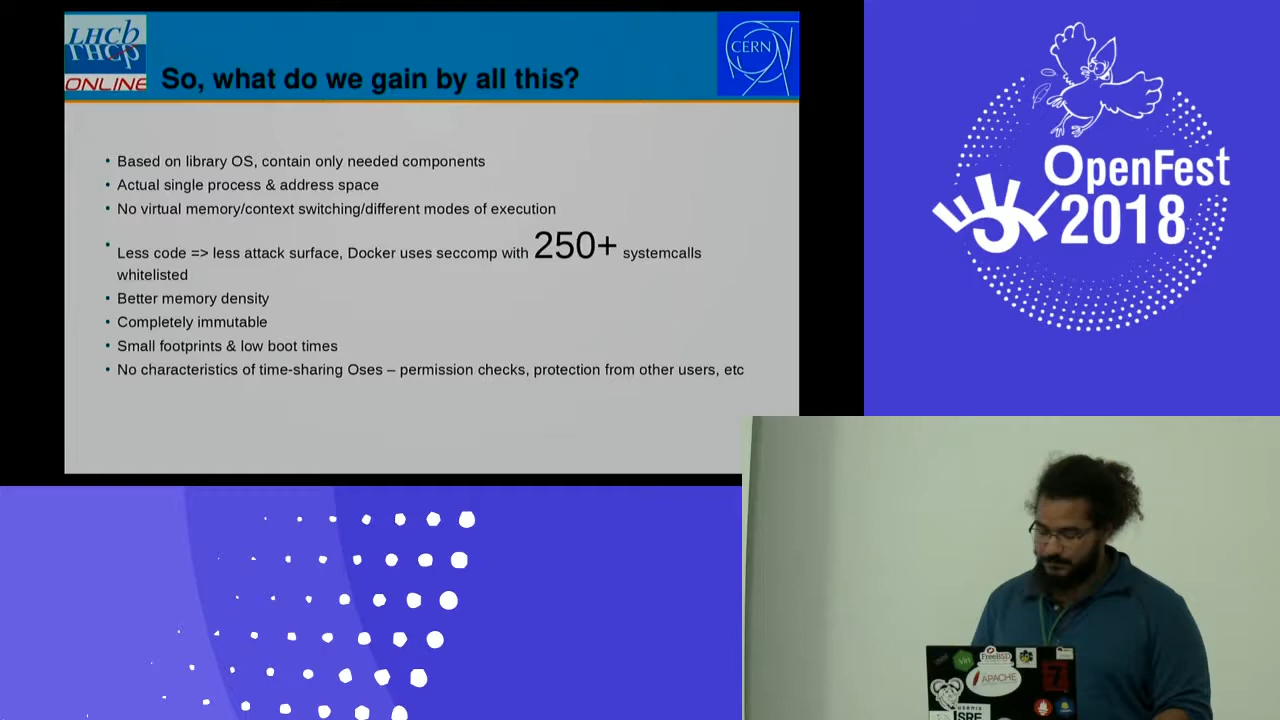 LHCb
ONLINE
So, what do we gain by all this?
CERN
• Based on library OS, contain only needed components
• Actual single process & address space
• No virtual memory/context switching/different modes of execution
• Less code => less attack surface, Docker uses seccomp with 250+ systemcalls
whitelisted
• Better memory density
• Completely immutable
• Small footprints & low boot times
• No characteristics of time-sharing Oses – permission checks, protection from other users, etc
OpenFest
2018
FreeBSD
APACHE